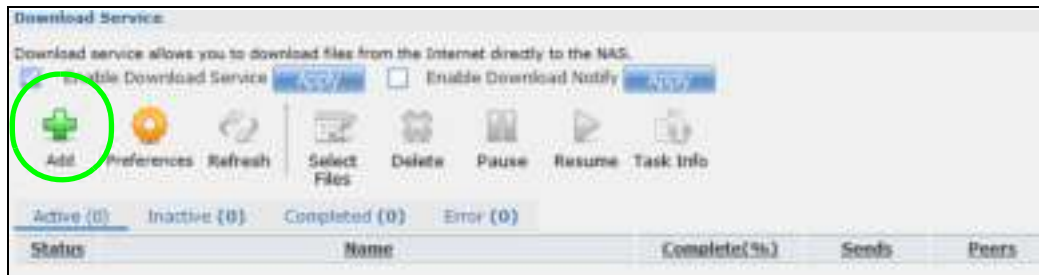 Download Service
Download service allows you to download files from the Internet directly to the NAS.
Enable Download Service Apply Enable Download Notify Apply
Add Preferences Refresh Select Files Delete Pause Resume Task Info
Active (0) Inactive (0) Completed (0) Error (0)
Status Name Complete(%) Seeds Peers